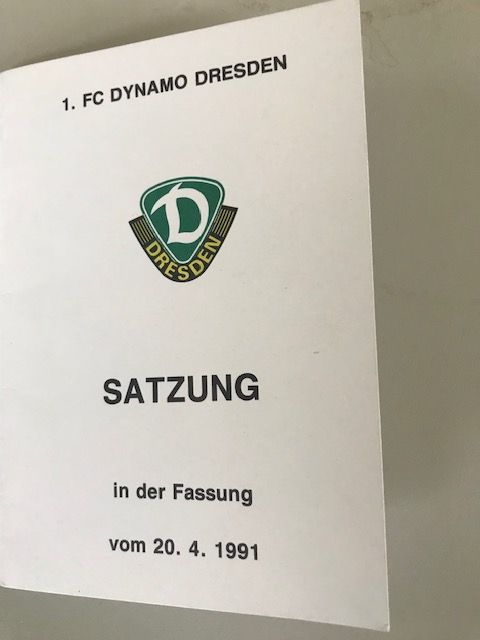 1. FC DYNAMO DRESDEN
D
DRESDEN
SATZUNG
in der Fassung
vom 20. 4. 1991